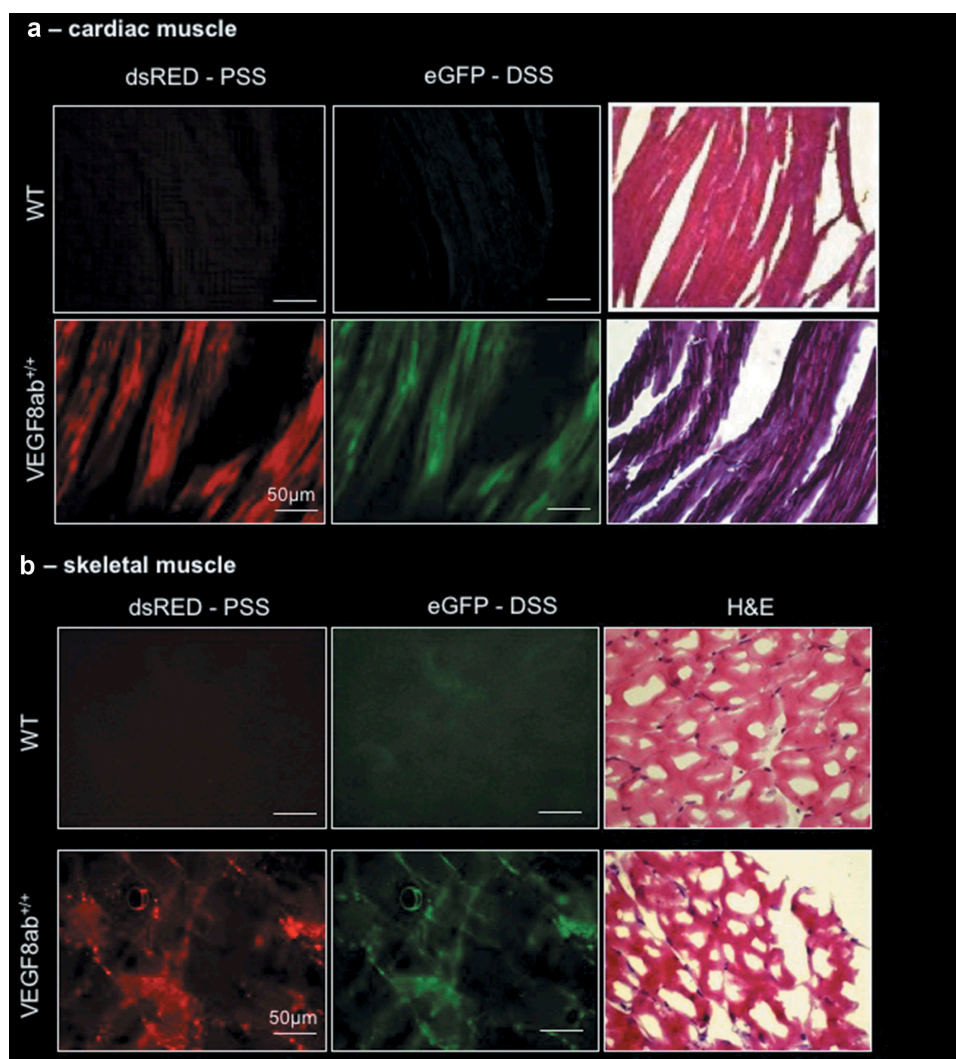 a – cardiac muscle
dsRED - PSS
eGFP - DSS
WT
VEGF8ab+/+
50µm
b – skeletal muscle
dsRED - PSS
eGFP - DSS
H&E
WT
VEGF8ab+/+
50µm